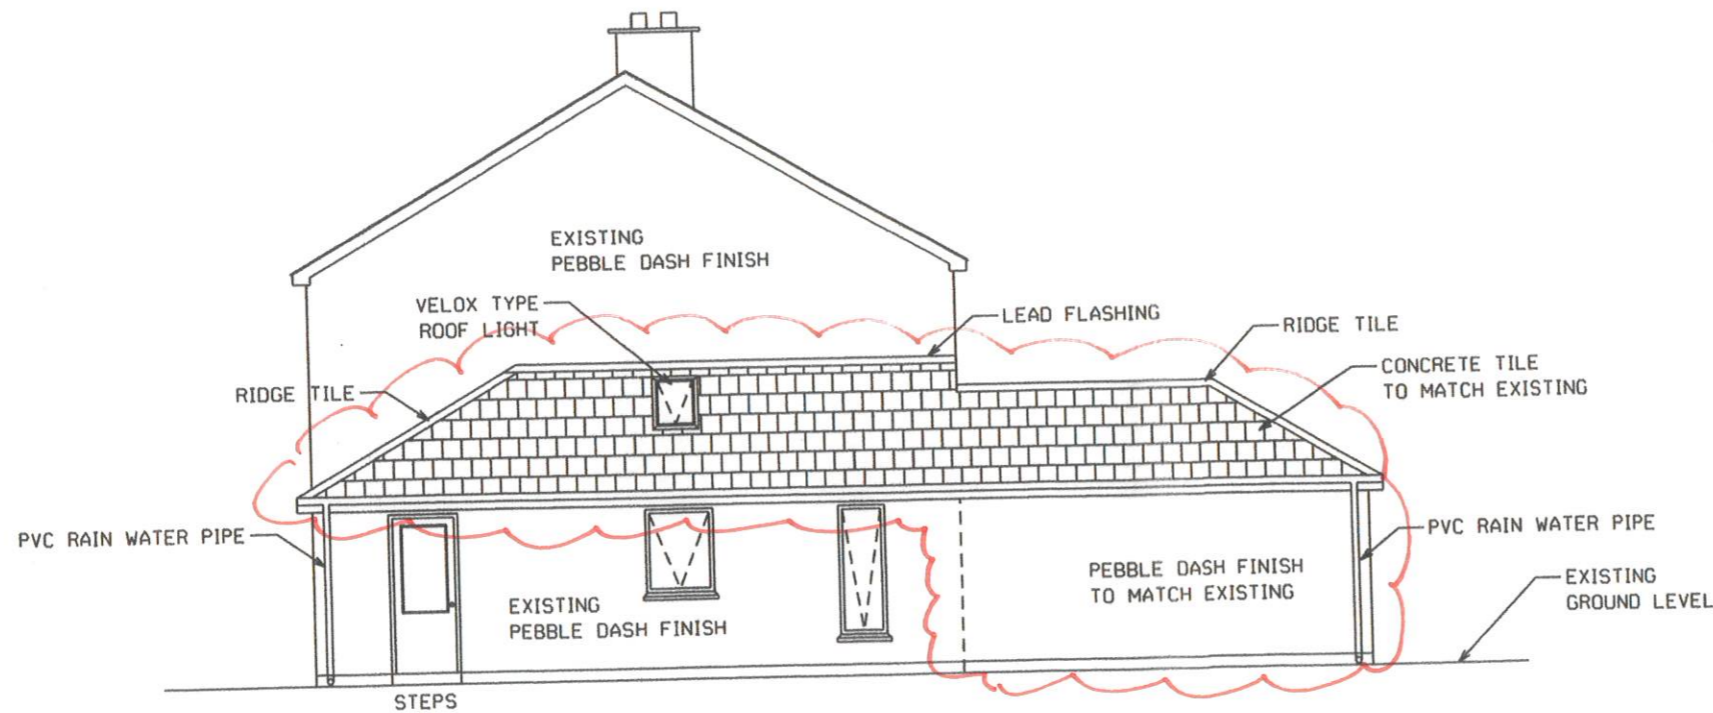 EXISTING
PEBBLE DASH FINISH
VELOX TYPE
ROOF LIGHT
LEAD FLASHING
RIDGE TILE
CONCRETE TILE
TO MATCH EXISTING
RIDGE TILE
PVC RAIN WATER PIPE
PVC RAIN WATER PIPE
PEBBLE DASH FINISH
TO MATCH EXISTING
EXISTING
GROUND LEVEL
EXISTING
PEBBLE DASH FINISH
STEPS